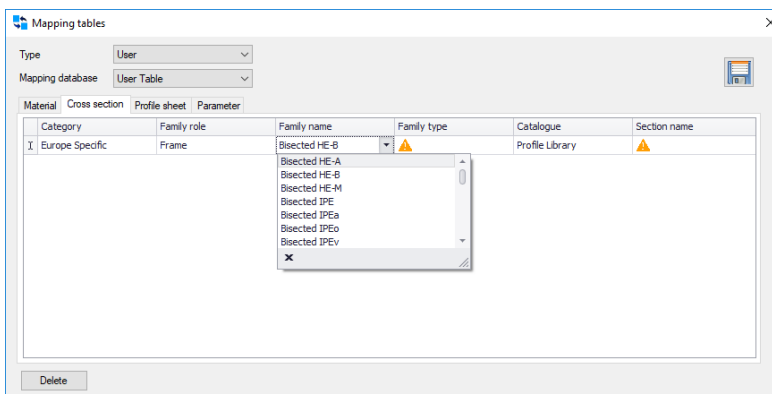 Mapping tables
Type User
Mapping database User Table
Material Cross section Profile sheet Parameter
Category Family role Family name Family type Catalogue Section name
Europe Specific Frame Bisected HE-B Profile Library
Bisected HE-A
Bisected HE-B
Bisected HE-M
Bisected IPE
Bisected IPEa
Bisected IPEo
Bisected IPEv
Delete